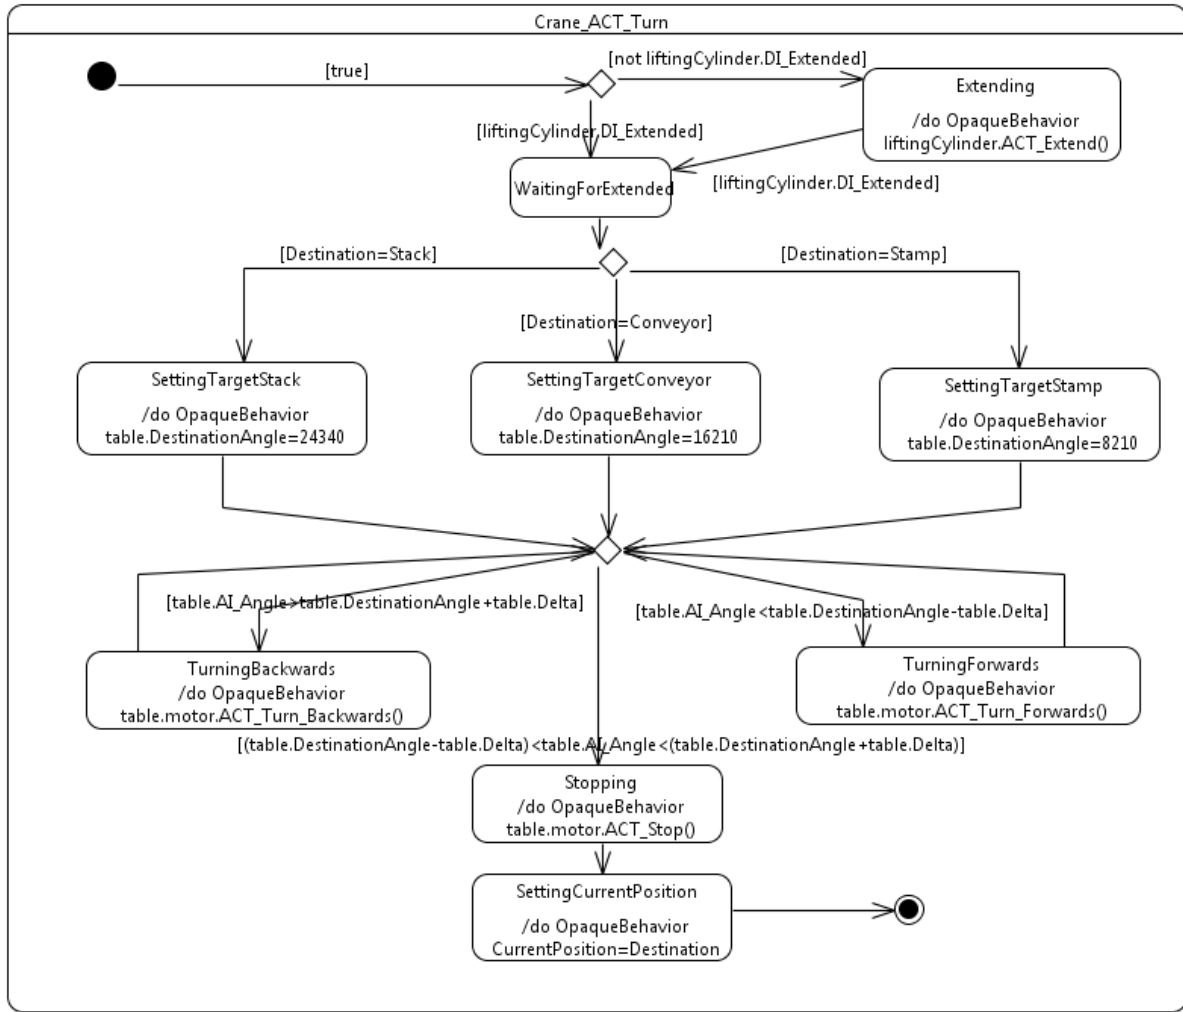 Crane_ACT_Turn
[true]
[not liftingCylinder.DI_Extended]
Extending
/do OpaqueBehavior
liftingCylinder.ACT_Extend()
[liftingCylinder.DI_Extended]
[liftingCylinder.DI_Extended]
WaitingForExtended
[Destination=Stack]
[Destination=Stamp]
[Destination=Conveyor]
SettingTargetStack
/do OpaqueBehavior
table.DestinationAngle=24340
SettingTargetConveyor
/do OpaqueBehavior
table.DestinationAngle=16210
SettingTargetStamp
/do OpaqueBehavior
table.DestinationAngle=8210
[table.AI_Angle>table.DestinationAngle+table.Delta]
[table.AI_Angle<table.DestinationAngle-table.Delta]
TurningBackwards
/do OpaqueBehavior
table.motor.ACT_Turn_Backwards()
TurningForwards
/do OpaqueBehavior
table.motor.ACT_Turn_Forwards()
[(table.DestinationAngle-table.Delta)<table.AI_Angle<(table.DestinationAngle+table.Delta)]
Stopping
/do OpaqueBehavior
table.motor.ACT_Stop()
SettingCurrentPosition
/do OpaqueBehavior
CurrentPosition=Destination